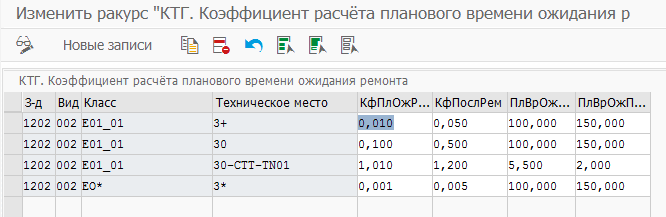 Изменить ракурс "КТГ. Коэффициент расчёта планового времени ожидания р
Новые записи
КТГ. Коэффициент расчёта планового времени ожидания ремонта
З-д Вид Класс Техническое место КфПлОжР... КфПослРем ПлВрОж... ПлВрОжП...
1202 002 E01_01 3+ 0,010 0,050 100,000 150,000
1202 002 E01_01 30 0,100 0,500 100,000 150,000
1202 002 E01_01 30-CTT-TN01 1,010 1,200 5,500 2,000
1202 002 EO* 3* 0,001 0,005 100,000 150,000